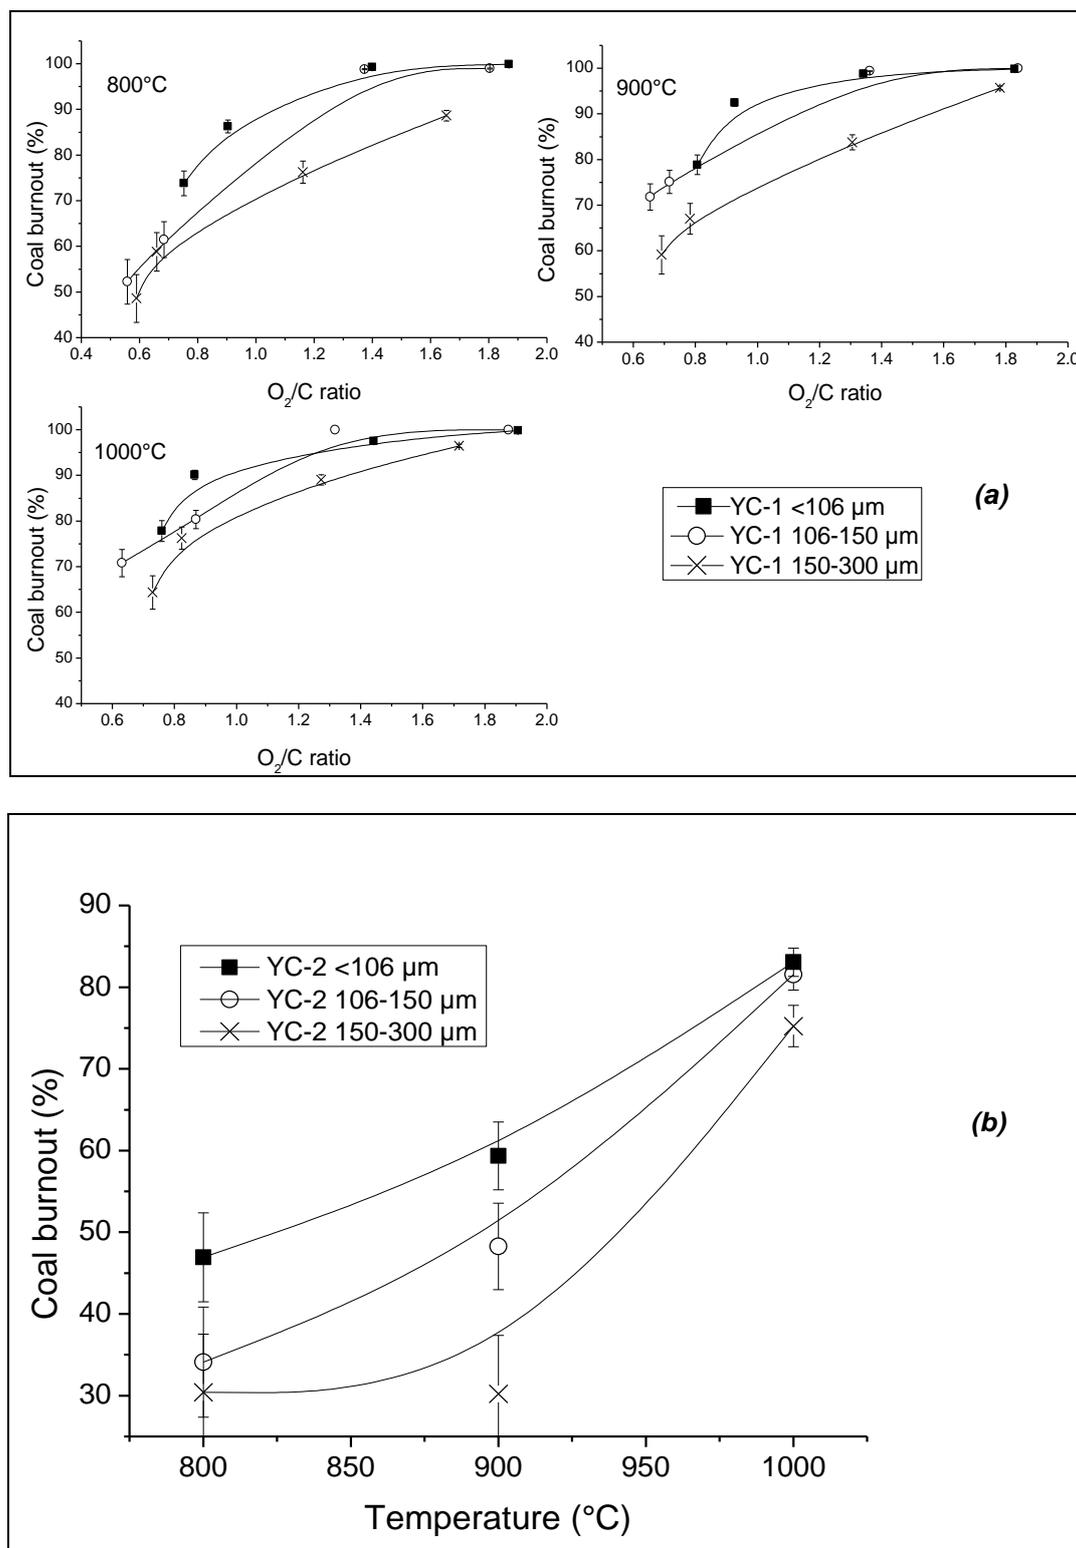 800°C
100
90
80
70
60
50
40
0.4 0.6 0.8 1.0 1.2 1.4 1.6 1.8 2.0
Coal burnout (%)
O₂/C ratio
900°C
100
90
80
70
60
50
40
0.6 0.8 1.0 1.2 1.4 1.6 1.8 2.0
Coal burnout (%)
O₂/C ratio
1000°C
100
90
80
70
60
50
40
0.6 0.8 1.0 1.2 1.4 1.6 1.8 2.0
Coal burnout (%)
O₂/C ratio
YC-1 <106 µm
YC-1 106-150 µm
YC-1 150-300 µm
(a)
90
80
70
60
50
40
30
Coal burnout (%)
YC-2 <106 µm
YC-2 106-150 µm
YC-2 150-300 µm
(b)
800 850 900 950 1000
Temperature (°C)